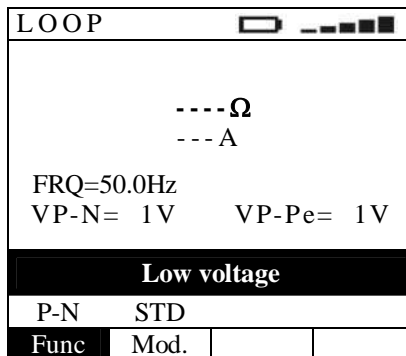 LOOP
----Ω
---A
FRQ=50.0Hz
VP-N= 1V VP-Pe= 1V
Low voltage
P-N STD
Func Mod.